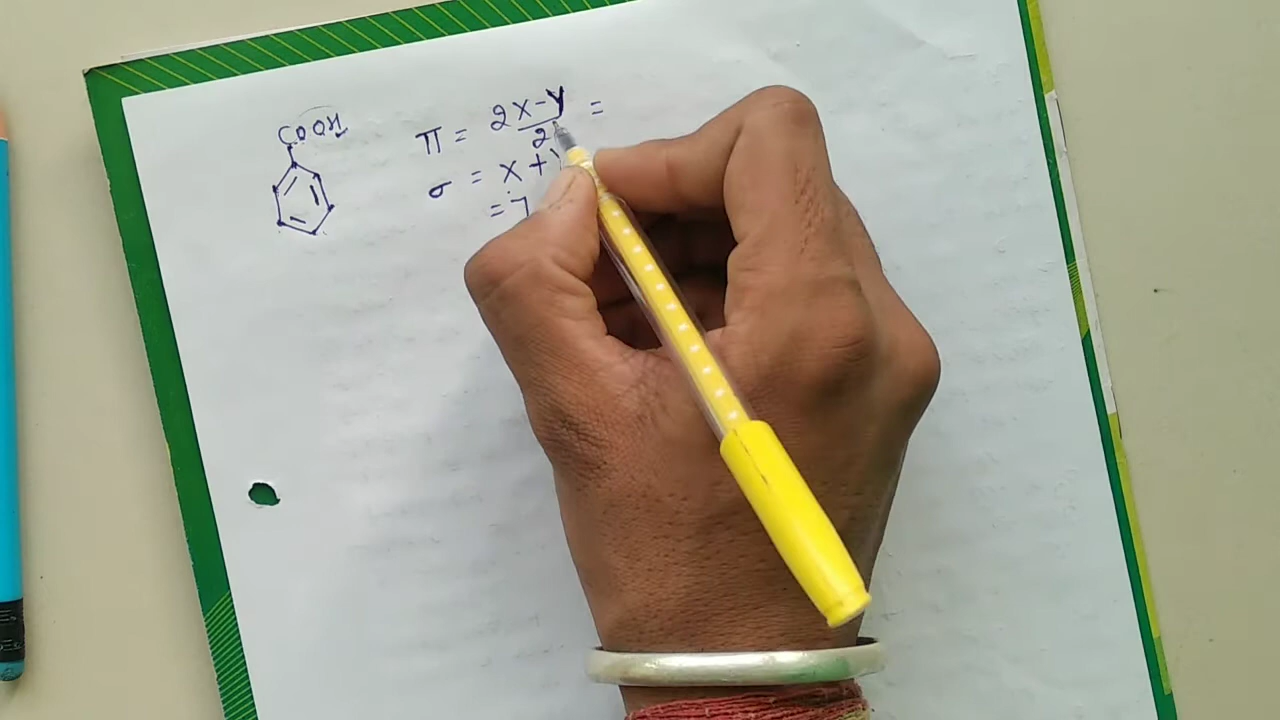 COOH
π = 2x-y/2 =
σ = x +
= 7